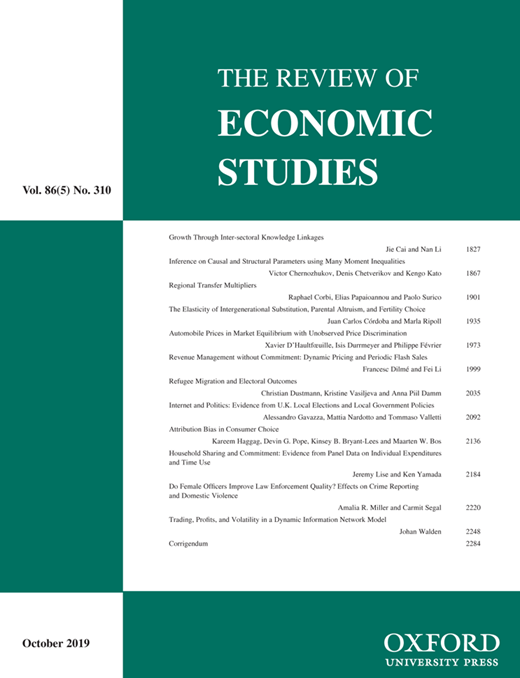 THE REVIEW OF
ECONOMIC
STUDIES
Vol. 86(5) No. 310
Growth Through Inter-sectoral Knowledge Linkages
Jie Cai and Nan Li 1827
Inference on Causal and Structural Parameters using Many Moment Inequalities
Victor Chernozhukov, Denis Chetverikov and Kengo Kato 1867
Regional Transfer Multipliers
Raphael Corbi, Elias Papaioannou and Paolo Surico 1901
The Elasticity of Intergenerational Substitution, Parental Altruism, and Fertility Choice
Juan Carlos Córdoba and Marla Ripoll 1935
Automobile Prices in Market Equilibrium with Unobserved Price Discrimination
Xavier D'Haultfœuille, Isis Durrmeyer and Philippe Février 1973
Revenue Management without Commitment: Dynamic Pricing and Periodic Flash Sales
Francesc Dilmé and Fei Li 1999
Refugee Migration and Electoral Outcomes
Christian Dustmann, Kristine Vasiljeva and Anna Piil Damm 2035
Internet and Politics: Evidence from U.K. Local Elections and Local Government Policies
Alessandro Gavazza, Mattia Nardotto and Tommaso Valletti 2092
Attribution Bias in Consumer Choice
Kareem Haggag, Devin G. Pope, Kinsey B. Bryant-Lees and Maarten W. Bos 2136
Household Sharing and Commitment: Evidence from Panel Data on Individual Expenditures
and Time Use
Jeremy Lise and Ken Yamada 2184
Do Female Officers Improve Law Enforcement Quality? Effects on Crime Reporting
and Domestic Violence
Amalia R. Miller and Carmit Segal 2220
Trading, Profits, and Volatility in a Dynamic Information Network Model
Johan Walden 2248
Corrigendum 2284
October 2019
OXFORD
UNIVERSITY PRESS